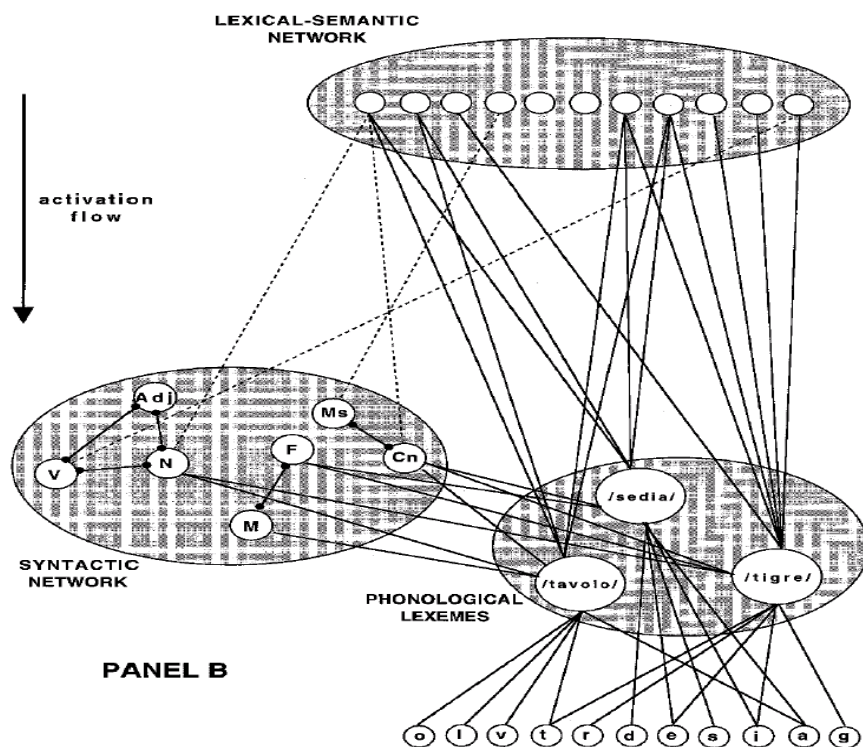 LEXICAL-SEMANTIC
NETWORK
activation
flow
Adj
Ms
F
Cn
V
N
M
/sedia/
SYNTACTIC
NETWORK
/tavolo/
/tigre/
PHONOLOGICAL
LEXEMES
PANEL B
o l v t r d e s i a g